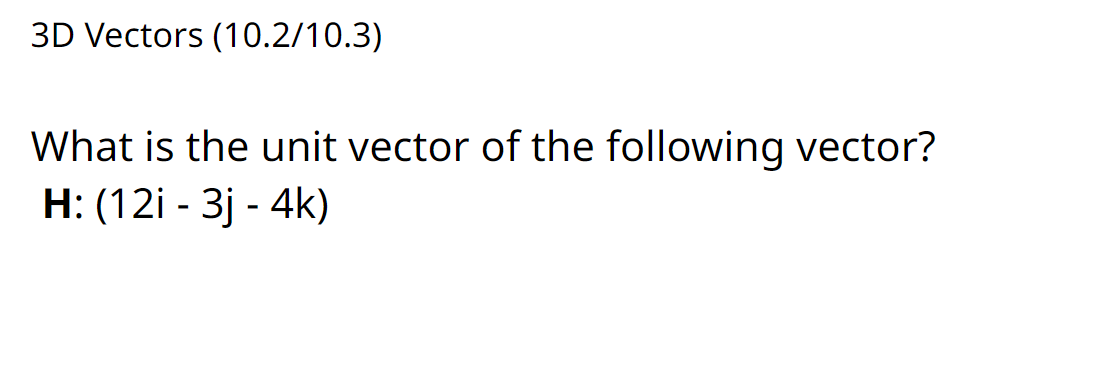 3D Vectors (10.2/10.3)
What is the unit vector of the following vector?
H: (12i - 3j - 4k)